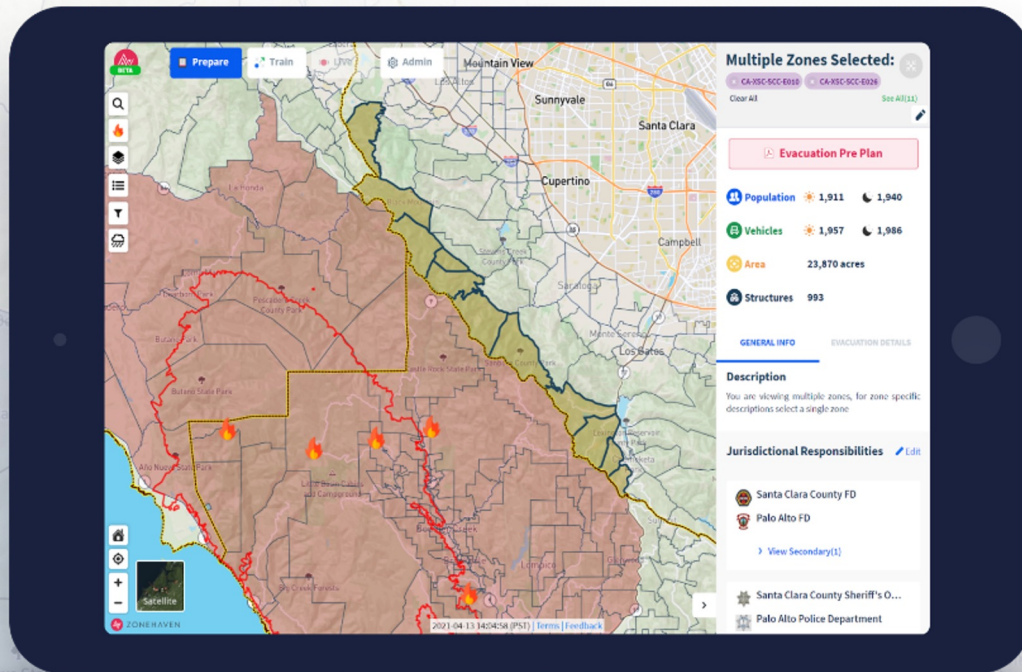 BETA
Prepare
Train
LIVE
Admin
Mountain View
Los Altos
Sunnyvale
Santa Clara
Cupertino
Campbell
Saratoga
Monte Sereno
Los Gatos
La Honda
Pescadero Creek
County Park
Butano State Park
Año Nuevo State Park
Castle Rock State Park
Lompico
Satellite
ZONEHAVEN
2021-04-13 14:04:58 (PST) | Terms | Feedback
Multiple Zones Selected:
CA-XSC-SCC-E010
CA-XSC-SCC-E026
Clear All
See All(11)
Evacuation Pre Plan
Population 1,911 1,940
Vehicles 1,957 1,986
Area 23,870 acres
Structures 993
GENERAL INFO
EVACUATION DETAILS
Description
You are viewing multiple zones, for zone specific
descriptions select a single zone
Jurisdictional Responsibilities
Edit
Santa Clara County FD
Palo Alto FD
View Secondary(1)
Santa Clara County Sheriff's O...
Palo Alto Police Department